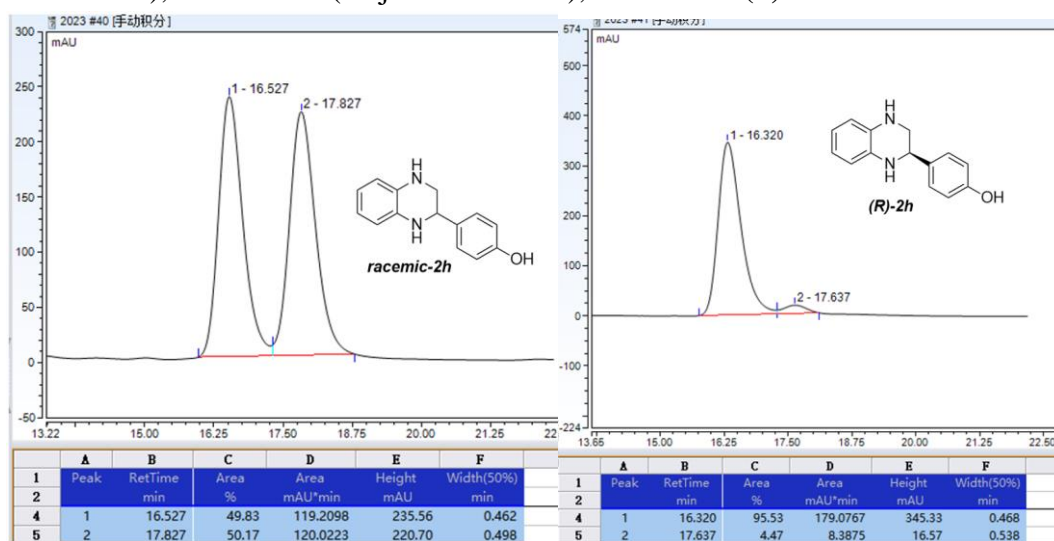 2023 #40 [手动积分]
mAU
300
250
200
150
100
50
0
-50
1 - 16.527
2 - 17.827
H
N
N
H
OH
racemic-2h
13.22
15.00
16.25
17.50
18.75
20.00
21.25
A B C D E F
1 Peak RetTime Area Area Height Width(50%)
2 min % mAU*min mAU min
4 1 16.527 49.83 119.2098 235.56 0.462
5 2 17.827 50.17 120.0223 220.70 0.498
2023 #41 [手动积分]
574
mAU
400
300
200
100
0
-100
-224
1 - 16.320
2 - 17.637
H
N
N
H
OH
(R)-2h
13.65
15.00
16.25
17.50
18.75
20.00
21.25
22.50
A B C D E F
1 Peak RetTime Area Area Height Width(50%)
2 min % mAU*min mAU min
4 1 16.320 95.53 179.0767 345.33 0.468
5 2 17.637 4.47 8.3875 16.57 0.538